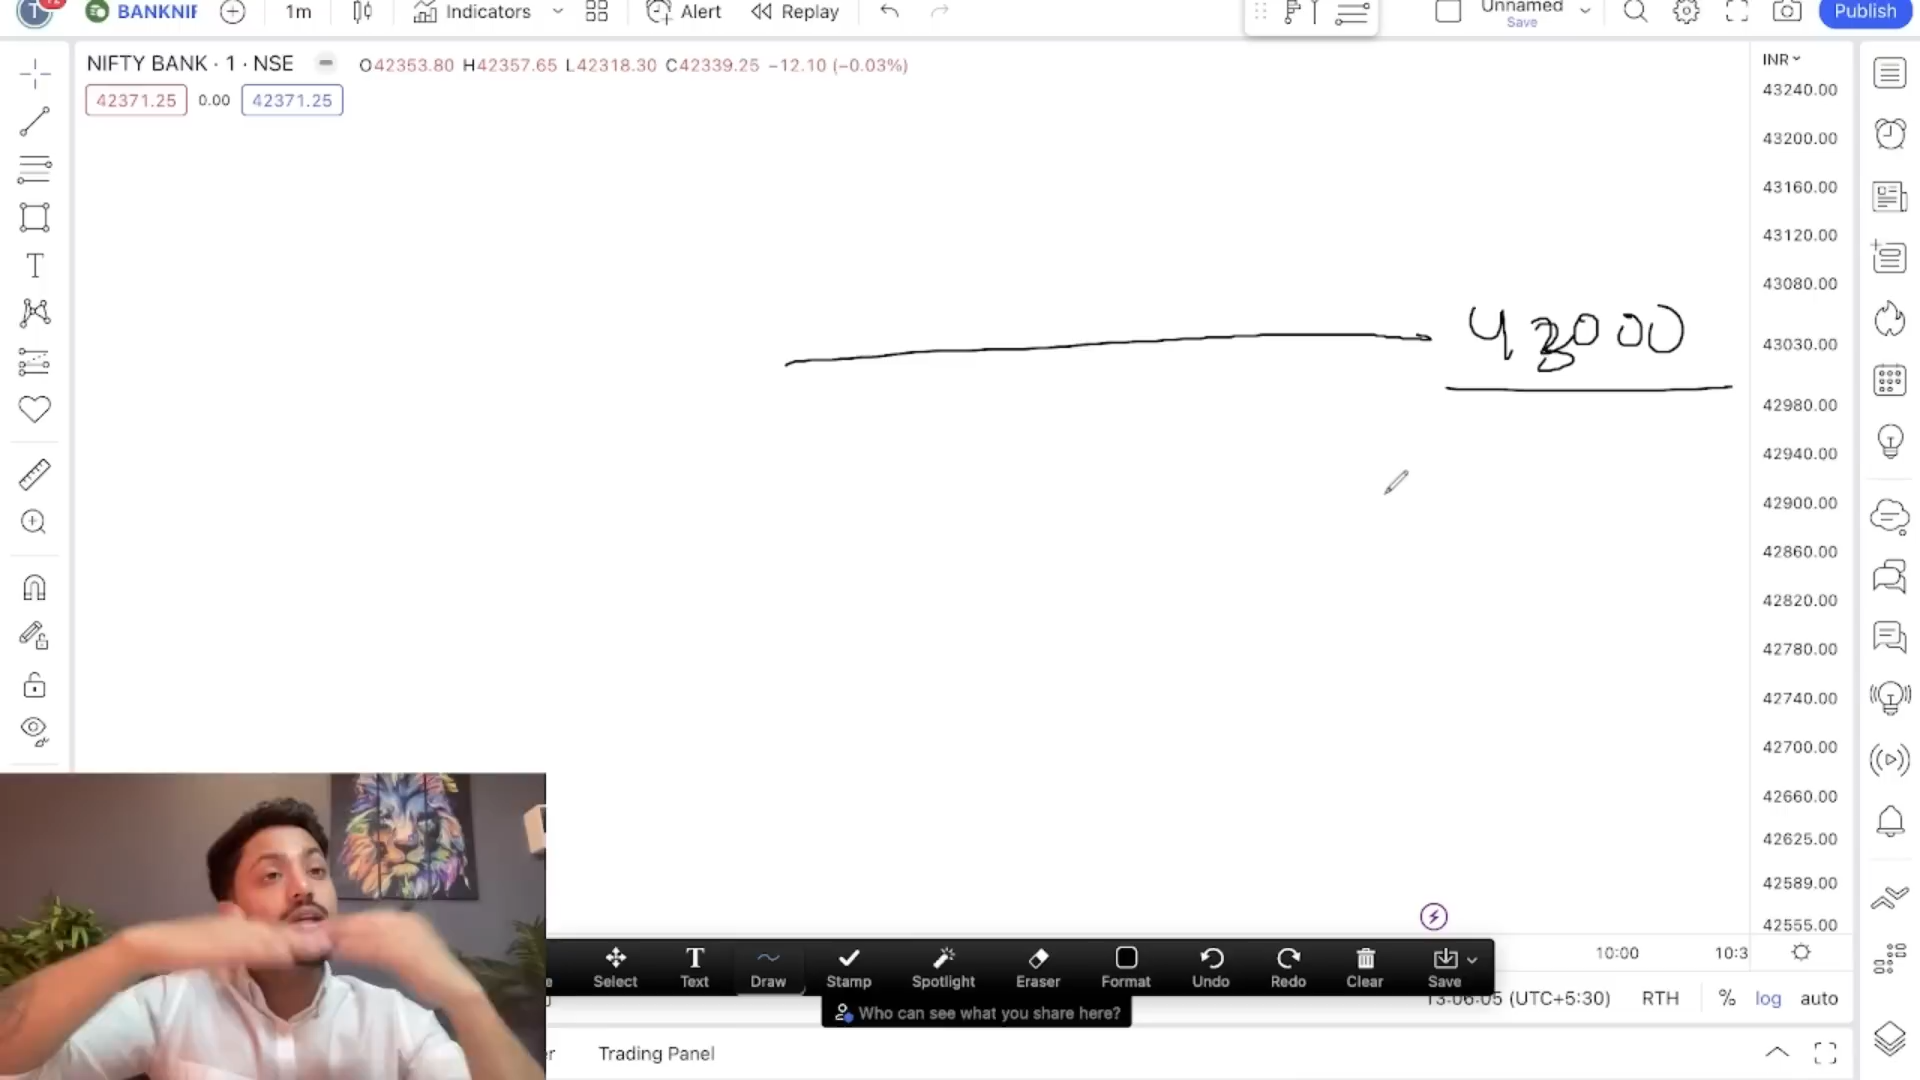 BANKNIF
1m
Indicators
Alert
Replay
Unnamed
Save
Publish
NIFTY BANK · 1 · NSE
O42353.80 H42357.65 L42318.30 C42339.25 −12.10 (−0.03%)
42371.25 0.00 42371.25
INR
43240.00
43200.00
43160.00
43120.00
43080.00
43030.00
42980.00
42940.00
42900.00
42860.00
42820.00
42780.00
42740.00
42700.00
42660.00
42625.00
42589.00
42555.00
43000
10:00 10:3
Select Text Draw Stamp Spotlight Eraser Format Undo Redo Clear Save
Who can see what you share here?
13:06:05 (UTC+5:30) RTH % log auto
Trading Panel